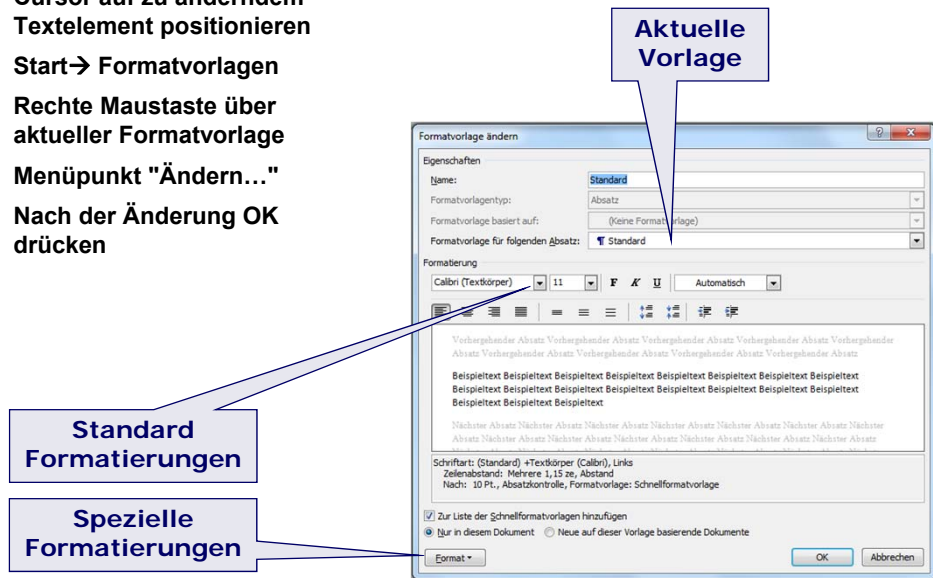 Cursor auf zu änderndem
Textelement positionieren
Start→ Formatvorlagen
Rechte Maustaste über
aktueller Formatvorlage
Menüpunkt "Ändern…"
Nach der Änderung OK
drücken
Aktuelle
Vorlage
Formatvorlage ändern
Eigenschaften
Name: Standard
Formatvorlagentyp: Absatz
Formatvorlage basiert auf: (Keine Formatvorlage)
Formatvorlage für folgenden Absatz: ¶ Standard
Formatierung
Calibri (Textkörper) 11 F K U Automatisch
Vorhergehender Absatz Vorhergehender Absatz Vorhergehender Absatz Vorhergehender Absatz Vorhergehender
Absatz Vorhergehender Absatz Vorhergehender Absatz Vorhergehender Absatz Vorhergehender Absatz
Beispieltext Beispieltext Beispieltext Beispieltext Beispieltext Beispieltext Beispieltext Beispieltext
Beispieltext Beispieltext Beispieltext Beispieltext Beispieltext Beispieltext Beispieltext Beispieltext
Beispieltext Beispieltext Beispieltext
Nächster Absatz Nächster Absatz Nächster Absatz Nächster Absatz Nächster Absatz Nächster
Absatz Nächster Absatz Nächster Absatz Nächster Absatz Nächster Absatz Nächster Absatz
Schriftart: (Standard) +Textkörper (Calibri), Links
Zeilenabstand: Mehrere 1,15 ze, Abstand
Nach: 10 Pt., Absatzkontrolle, Formatvorlage: Schnellformatvorlage
Zur Liste der Schnellformatvorlagen hinzufügen
Nur in diesem Dokument Neue auf dieser Vorlage basierende Dokumente
Format OK Abbrechen
Standard
Formatierungen
Spezielle
Formatierungen